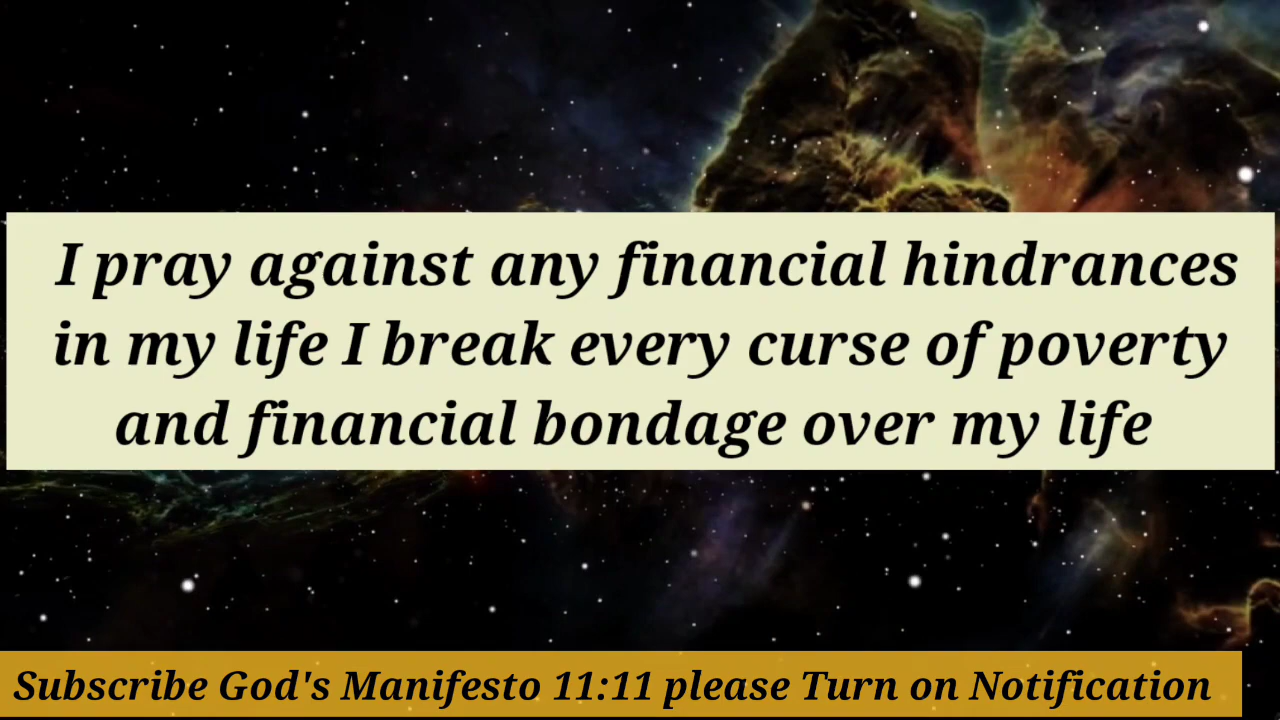 I pray against any financial hindrances
in my life I break every curse of poverty
and financial bondage over my life
Subscribe God's Manifesto 11:11 please Turn on Notification